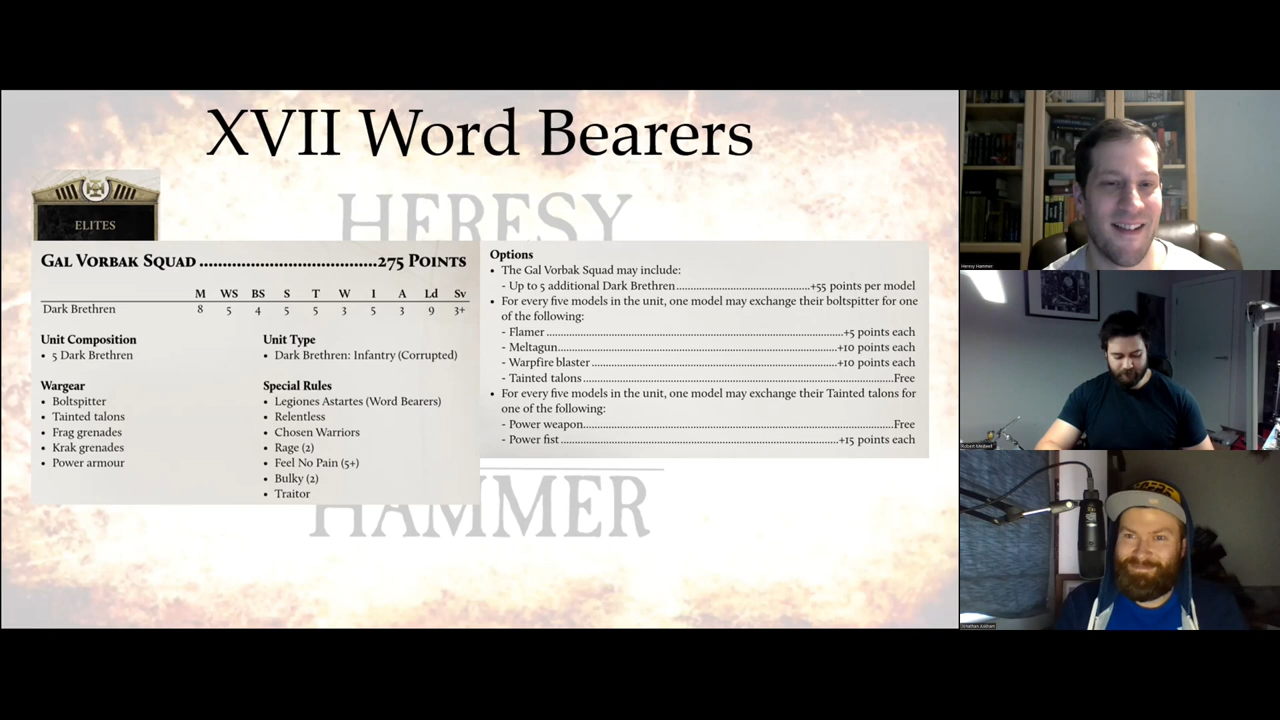 XVII Word Bearers
HERESY
HAMMER
ELITES
Gal Vorbak Squad ......................................275 Points
M WS BS S T W I A Ld Sv
Dark Brethren 8 5 4 5 5 3 5 3 9 3+
Unit Composition
• 5 Dark Brethren
Wargear
• Boltspitter
• Tainted talons
• Frag grenades
• Krak grenades
• Power armour
Unit Type
• Dark Brethren: Infantry (Corrupted)
Special Rules
• Legiones Astartes (Word Bearers)
• Relentless
• Chosen Warriors
• Rage (2)
• Feel No Pain (5+)
• Bulky (2)
• Traitor
Options
• The Gal Vorbak Squad may include:
- Up to 5 additional Dark Brethren...........................................+55 points per model
• For every five models in the unit, one model may exchange their boltspitter for one
of the following:
- Flamer .................................................................................................+5 points each
- Meltagun............................................................................................+10 points each
- Warpfire blaster ................................................................................+10 points each
- Tainted talons.................................................................................................Free
• For every five models in the unit, one model may exchange their Tainted talons for
one of the following:
- Power weapon.................................................................................................Free
- Power fist ..........................................................................................+15 points each
Heresy Hammer
Robert Medwell